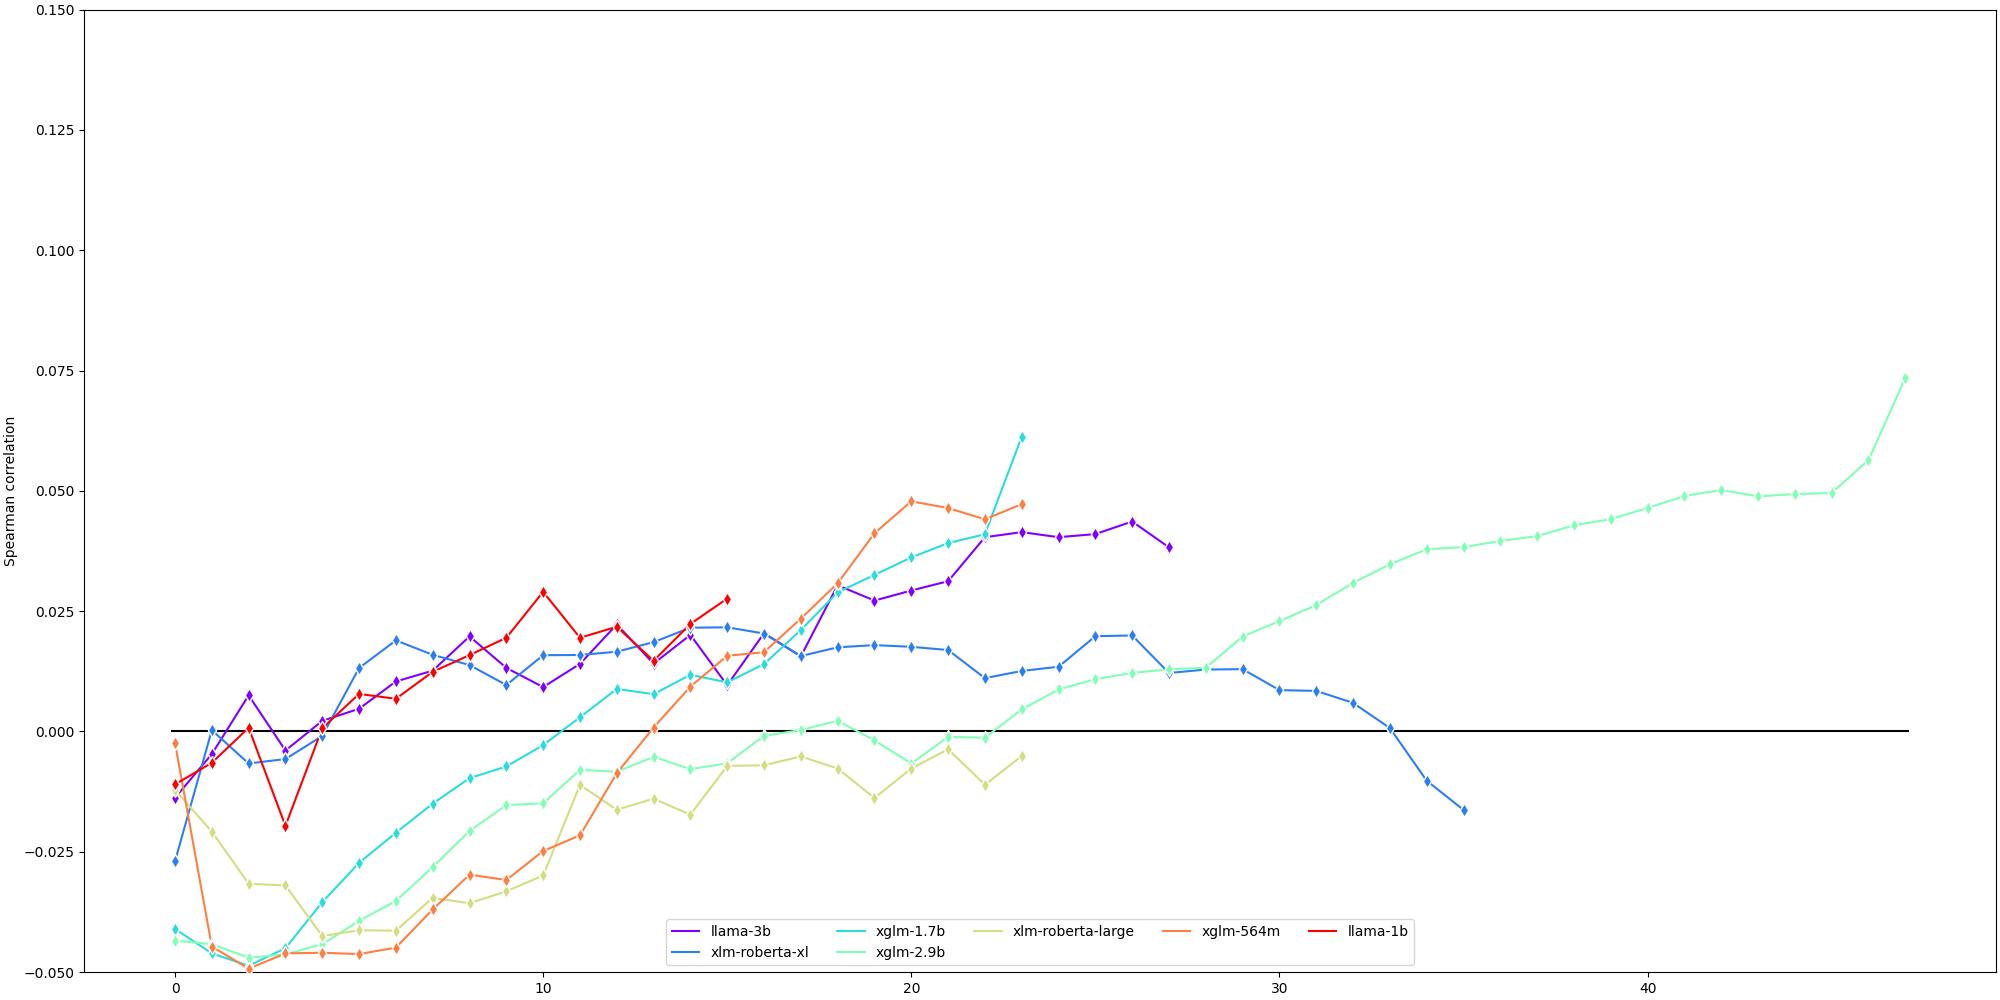 0.150
0.125
0.100
0.075
0.050
0.025
0.000
−0.025
−0.050
Spearman correlation
0 10 20 30 40
llama-3b xglm-1.7b xlm-roberta-large xglm-564m llama-1b
xlm-roberta-xl xglm-2.9b